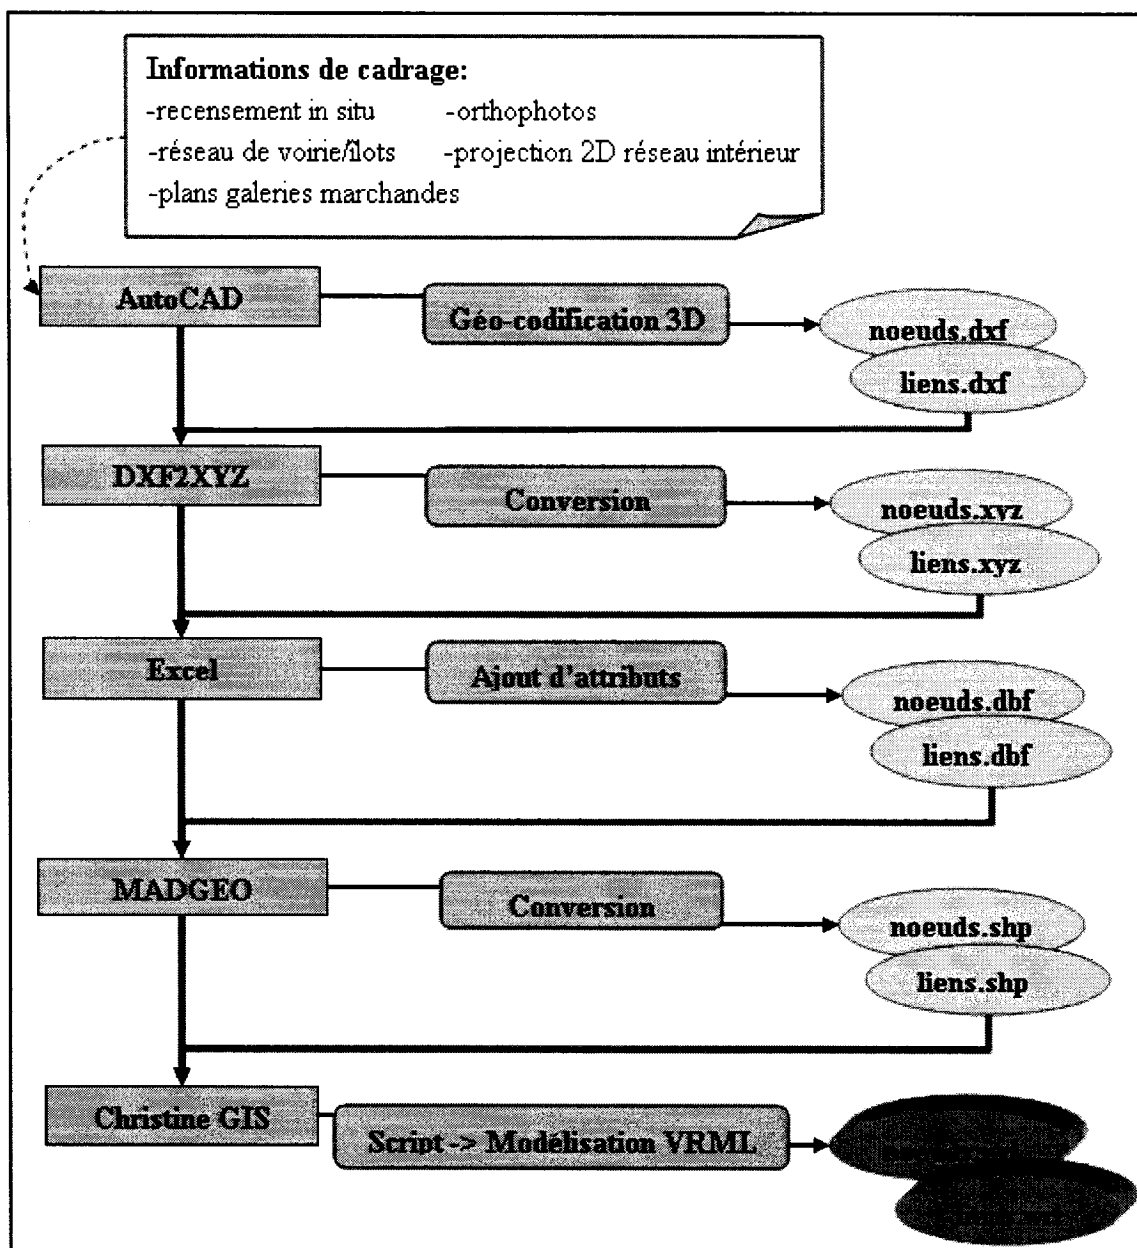 Informations de cadrage:
-recensement in situ -orthophotos
-réseau de voirie/îlots -projection 2D réseau intérieur
-plans galeries marchandes
AutoCAD
Géo-codification 3D
noeuds.dxf
liens.dxf
DXF2XYZ
Conversion
noeuds.xyz
liens.xyz
Excel
Ajout d'attributs
noeuds.dbf
liens.dbf
MADGEO
Conversion
noeuds.shp
liens.shp
Christine GIS
Script -> Modélisation VRML